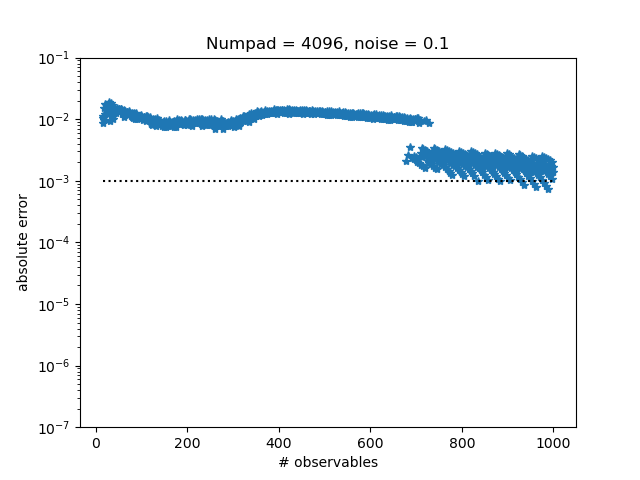 Numpad = 4096, noise = 0.1
10⁻¹
10⁻²
10⁻³
10⁻⁴
10⁻⁵
10⁻⁶
10⁻⁷
absolute error
0 200 400 600 800 1000
# observables